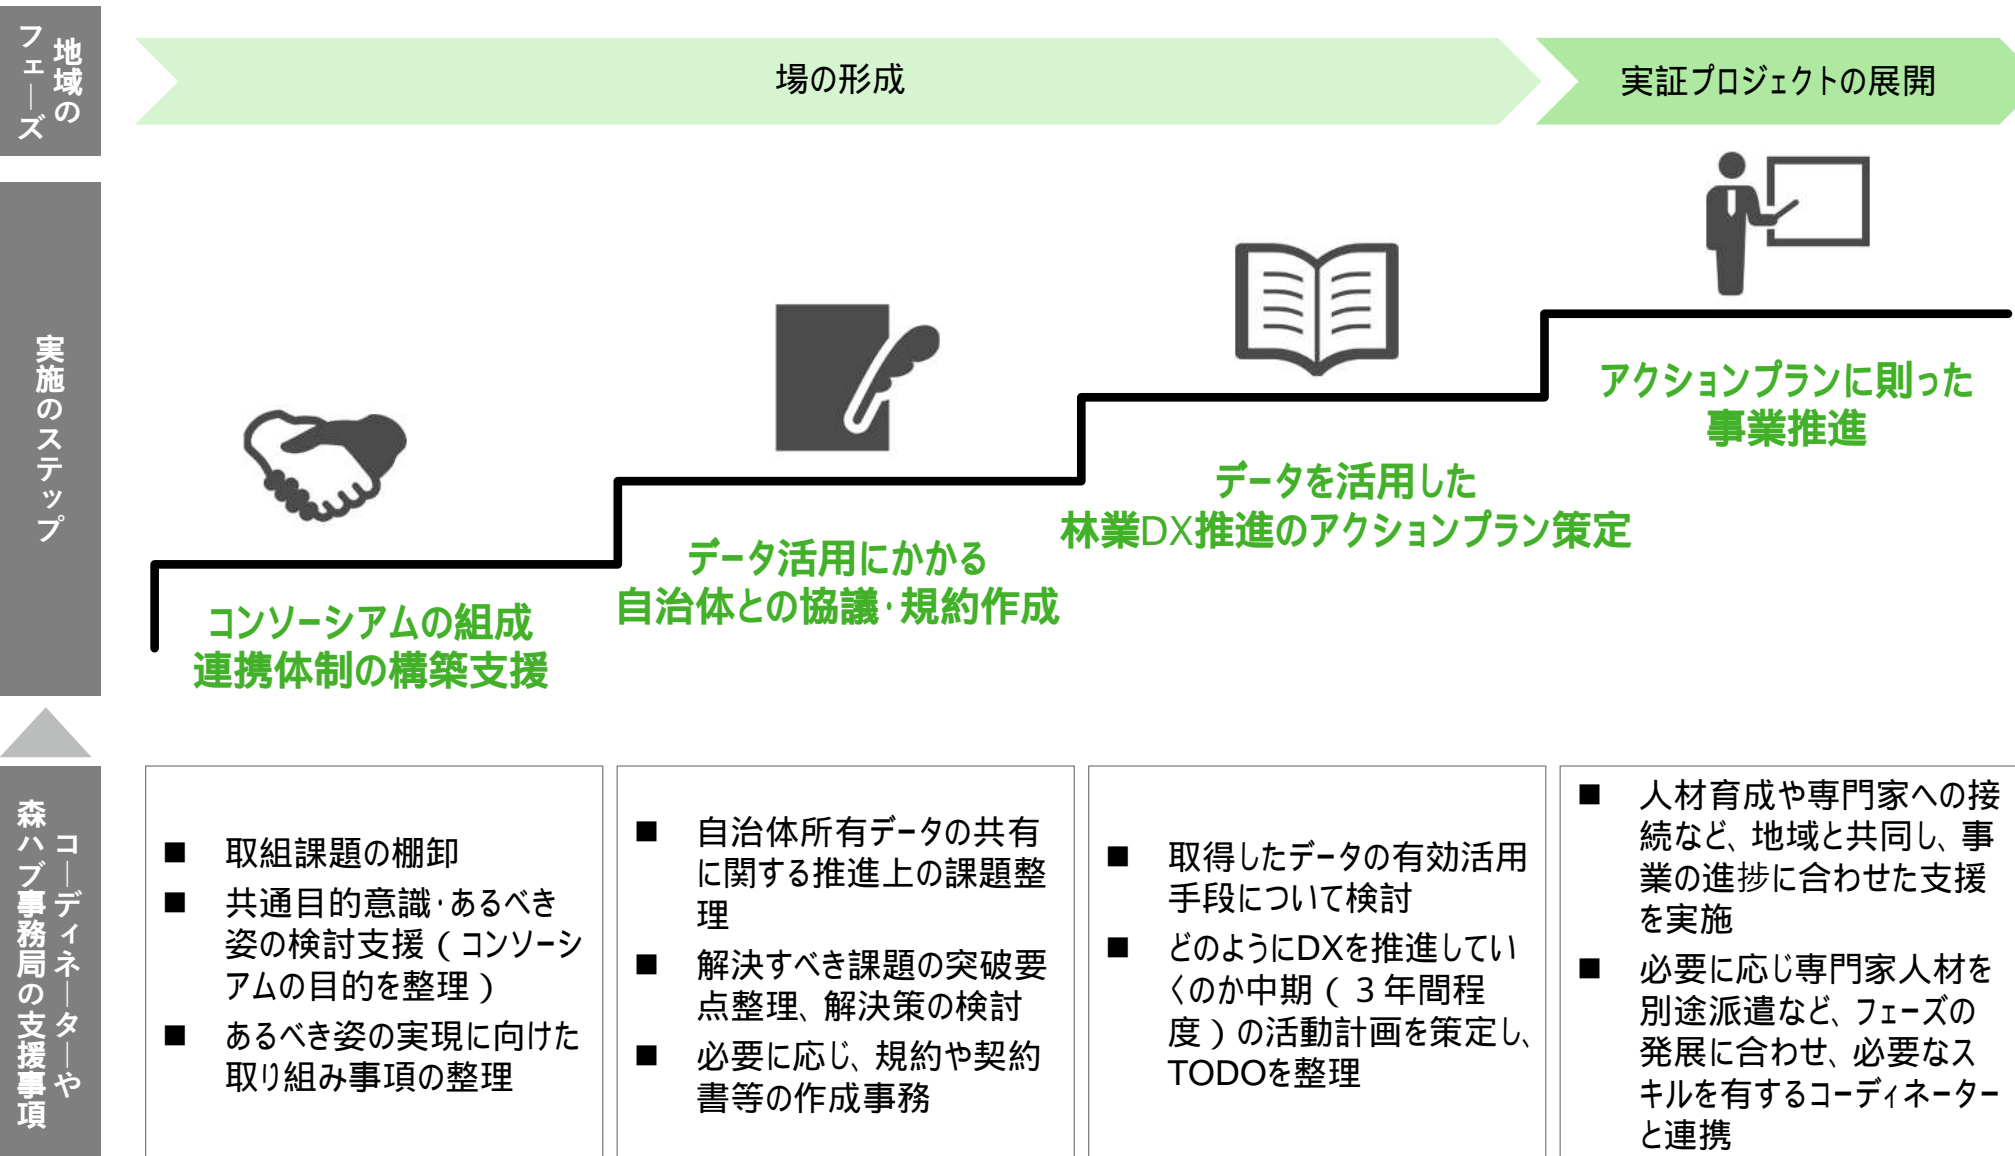 地域の
フェーズ
場の形成
実証プロジェクトの展開
実施のステップ
コンソーシアムの組成
連携体制の構築支援
データ活用にかかる
自治体との協議・規約作成
データを活用した
林業DX推進のアクションプラン策定
アクションプランに則った
事業推進
コーディネーターや
森ハブ事務局の支援事項
■ 取組課題の棚卸
■ 共通目的意識・あるべき
姿の検討支援(コンソーシ
アムの目的を整理)
■ あるべき姿の実現に向けた
取り組み事項の整理
■ 自治体所有データの共有
に関する推進上の課題整
理
■ 解決すべき課題の突破要
点整理、解決策の検討
■ 必要に応じ、規約や契約
書等の作成事務
■ 取得したデータの有効活用
手段について検討
■ どのようにDXを推進してい
くのか中期(3年間程
度)の活動計画を策定し、
TODOを整理
■ 人材育成や専門家への接
続など、地域と共同し、事
業の進捗に合わせた支援
を実施
■ 必要に応じ専門家人材を
別途派遣など、フェーズの
発展に合わせ、必要なス
キルを有するコーディネーター
と連携